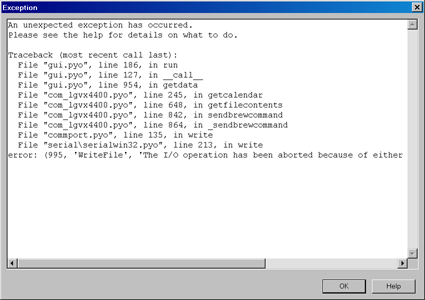 Exception
An unexpected exception has occurred.
Please see the help for details on what to do.
Traceback (most recent call last):
File "gui.pyo", line 186, in run
File "gui.pyo", line 127, in __call__
File "gui.pyo", line 954, in getdata
File "com_lgvx4400.pyo", line 245, in getcalendar
File "com_lgvx4400.pyo", line 648, in getfilecontents
File "com_lgvx4400.pyo", line 842, in sendbrewcommand
File "com_lgvx4400.pyo", line 864, in _sendbrewcommand
File "commport.pyo", line 135, in write
File "serial\serialwin32.pyo", line 213, in write
error: (995, 'WriteFile', 'The I/O operation has been aborted because of either
OK
Help